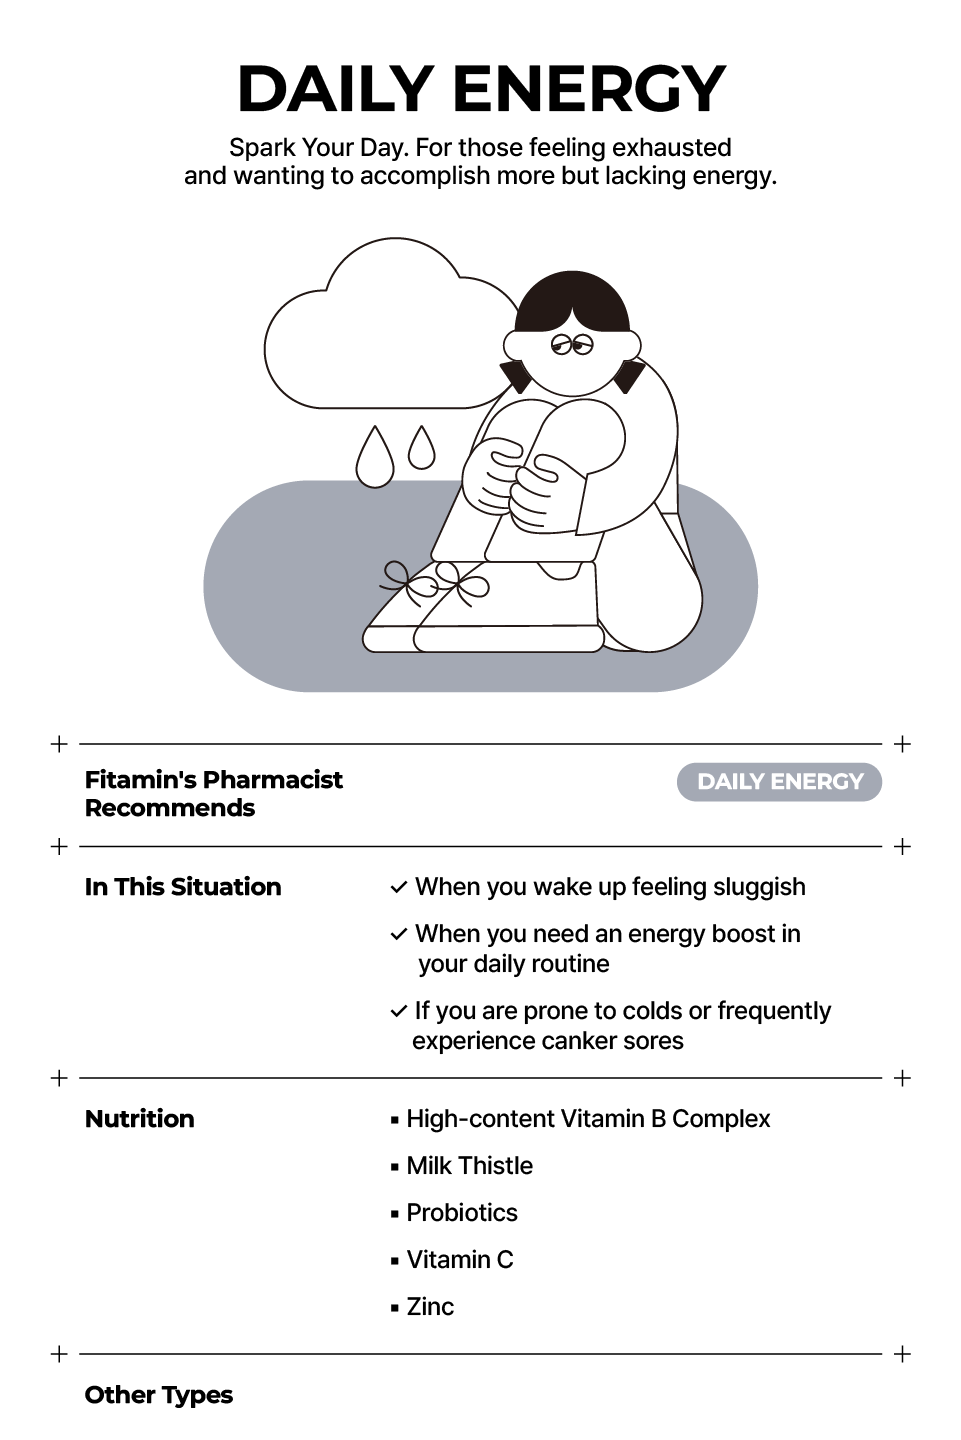 DAILY ENERGY
Spark Your Day. For those feeling exhausted
and wanting to accomplish more but lacking energy.
Fitamin's Pharmacist
Recommends
DAILY ENERGY
In This Situation
✓ When you wake up feeling sluggish
✓ When you need an energy boost in
your daily routine
✓ If you are prone to colds or frequently
experience canker sores
Nutrition
▪ High-content Vitamin B Complex
▪ Milk Thistle
▪ Probiotics
▪ Vitamin C
▪ Zinc
Other Types